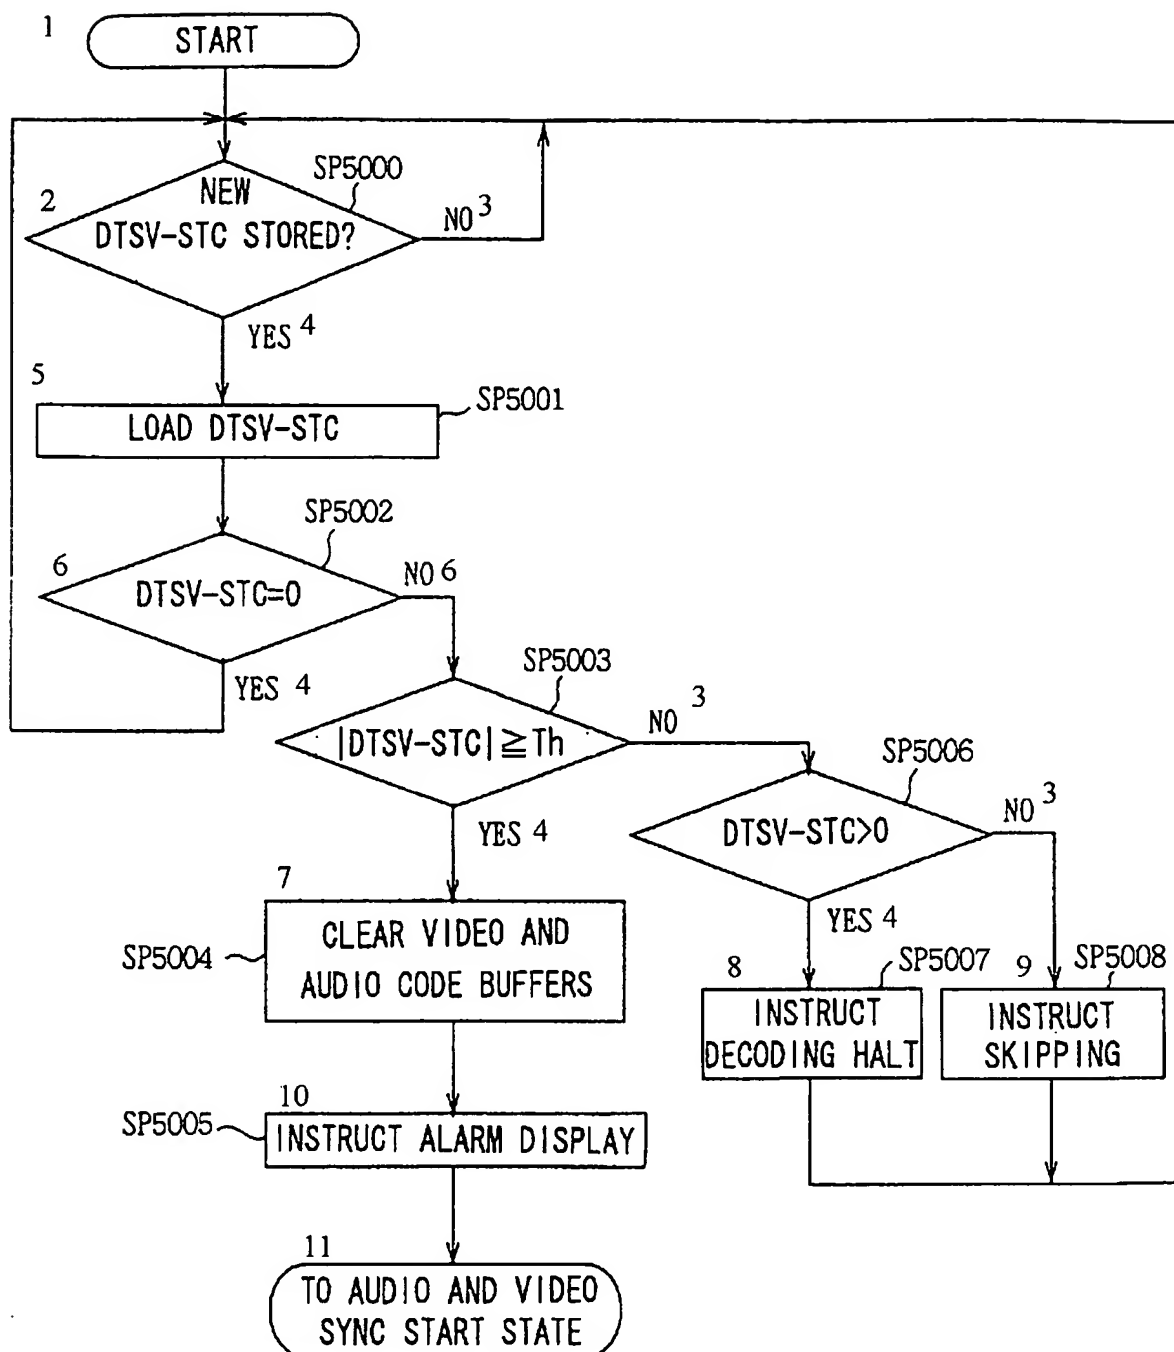 1
START
SP5000
2
NEW
DTSV-STC STORED?
NO 3
YES 4
5
SP5001
LOAD DTSV-STC
SP5002
6
DTSV-STC=0
NO 6
YES 4
SP5003
|DTSV-STC|≧Th
NO 3
YES 4
SP5006
DTSV-STC>0
NO 3
YES 4
7
SP5004
CLEAR VIDEO AND
AUDIO CODE BUFFERS
8
SP5007
INSTRUCT
DECODING HALT
9
SP5008
INSTRUCT
SKIPPING
10
SP5005
INSTRUCT ALARM DISPLAY
11
TO AUDIO AND VIDEO
SYNC START STATE